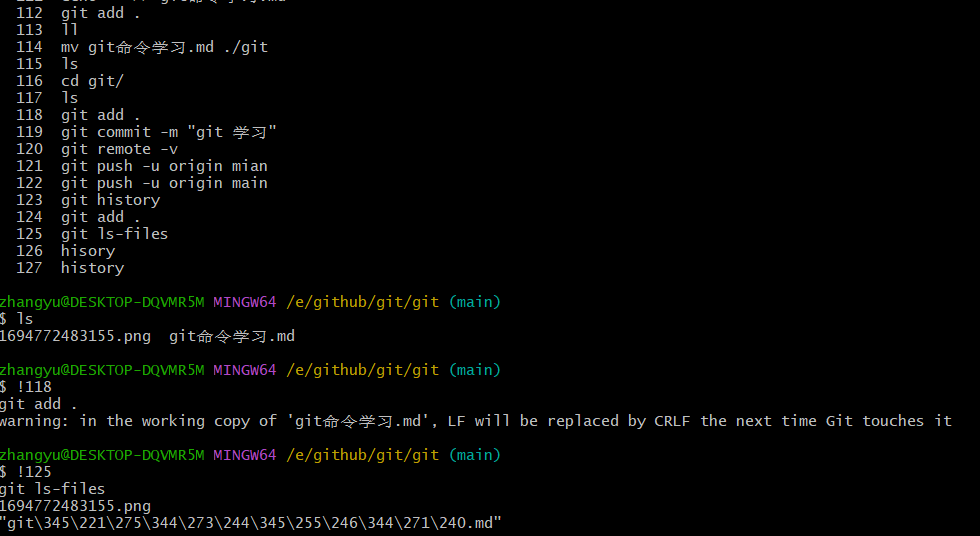 112  git add .
113  ll
114  mv git命令学习.md ./git
115  ls
116  cd git/
117  ls
118  git add .
119  git commit -m "git 学习"
120  git remote -v
121  git push -u origin mian
122  git push -u origin main
123  git history
124  git add .
125  git ls-files
126  hisory
127  history
zhangyu@DESKTOP-DQVMR5M MINGW64 /e/github/git/git (main)
$ ls
1694772483155.png  git命令学习.md
zhangyu@DESKTOP-DQVMR5M MINGW64 /e/github/git/git (main)
$ !118
git add .
warning: in the working copy of 'git命令学习.md', LF will be replaced by CRLF the next time Git touches it
zhangyu@DESKTOP-DQVMR5M MINGW64 /e/github/git/git (main)
$ !125
git ls-files
1694772483155.png
"git\345\221\275\344\273\244\345\255\246\344\271\240.md"